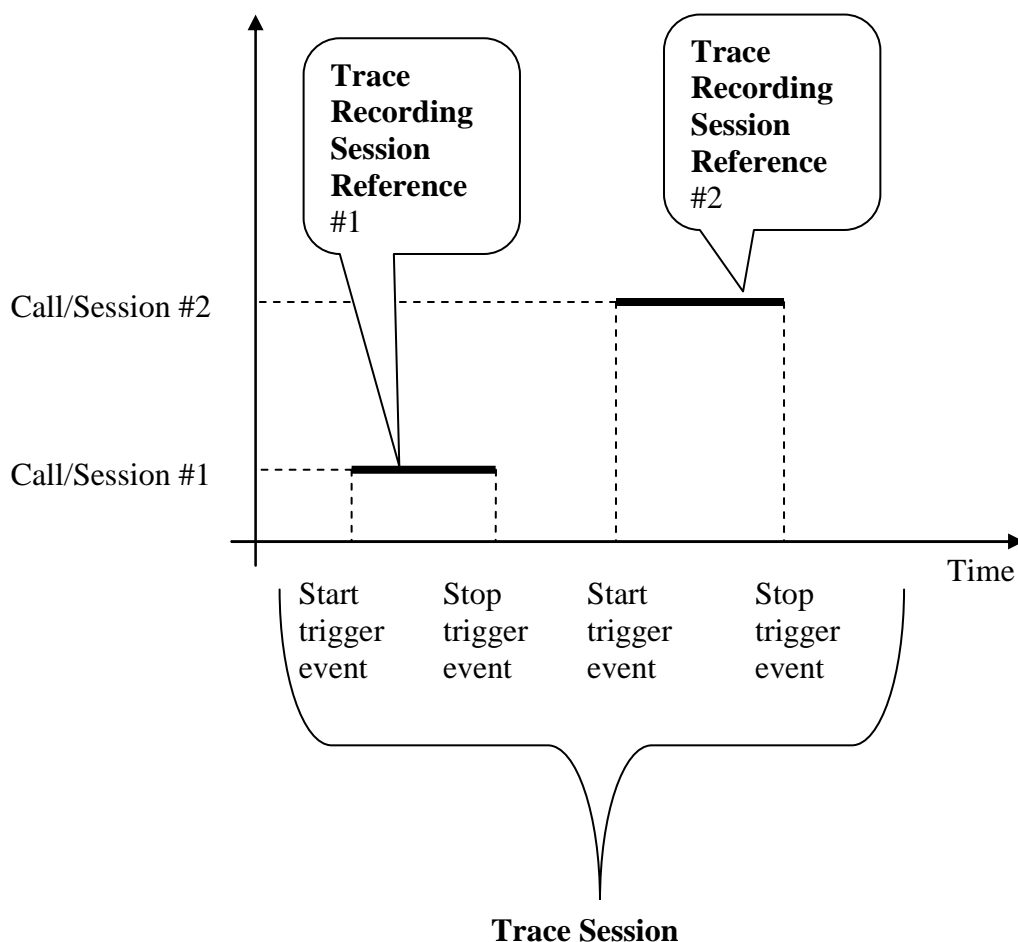 Trace
Recording
Session
Reference
#1
Trace
Recording
Session
Reference
#2
Call/Session #2
Call/Session #1
Time
Start
trigger
event
Stop
trigger
event
Start
trigger
event
Stop
trigger
event
Trace Session